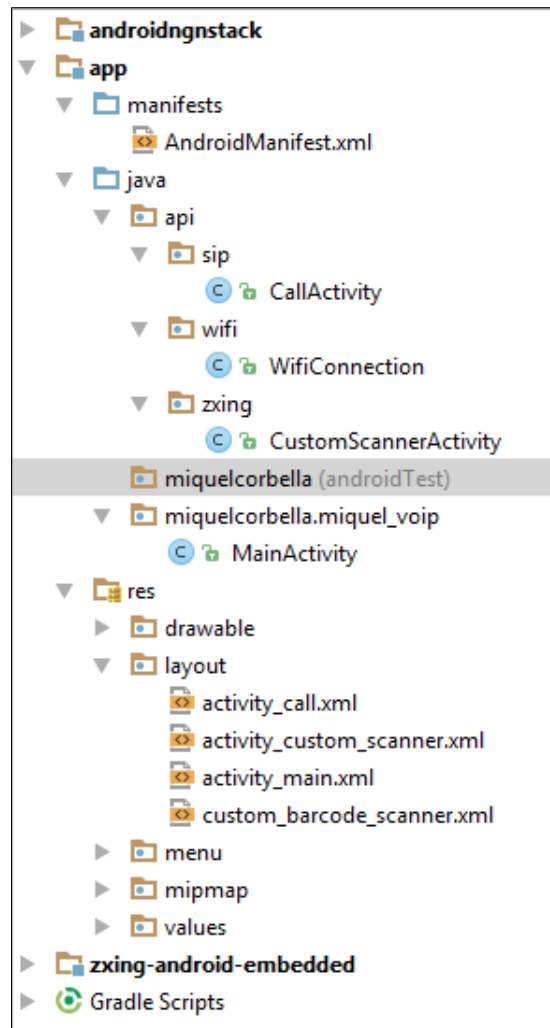 androidngnstack
app
manifests
AndroidManifest.xml
java
api
sip
CallActivity
wifi
WifiConnection
zxing
CustomScannerActivity
miquelcorbella (androidTest)
miquelcorbella.miquel_voip
MainActivity
res
drawable
layout
activity_call.xml
activity_custom_scanner.xml
activity_main.xml
custom_barcode_scanner.xml
menu
mipmap
values
zxing-android-embedded
Gradle Scripts